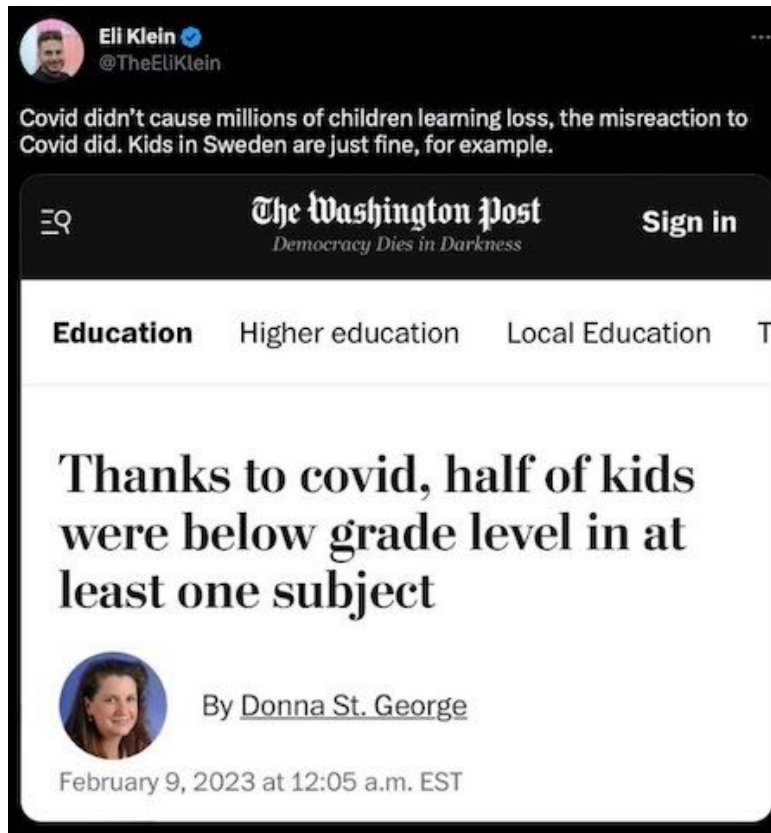 Eli Klein
@TheEliKlein
Covid didn't cause millions of children learning loss, the misreaction to
Covid did. Kids in Sweden are just fine, for example.
The Washington Post
Sign in
Democracy Dies in Darkness
Education Higher education Local Education T
Thanks to covid, half of kids
were below grade level in at
least one subject
By Donna St. George
February 9, 2023 at 12:05 a.m. EST